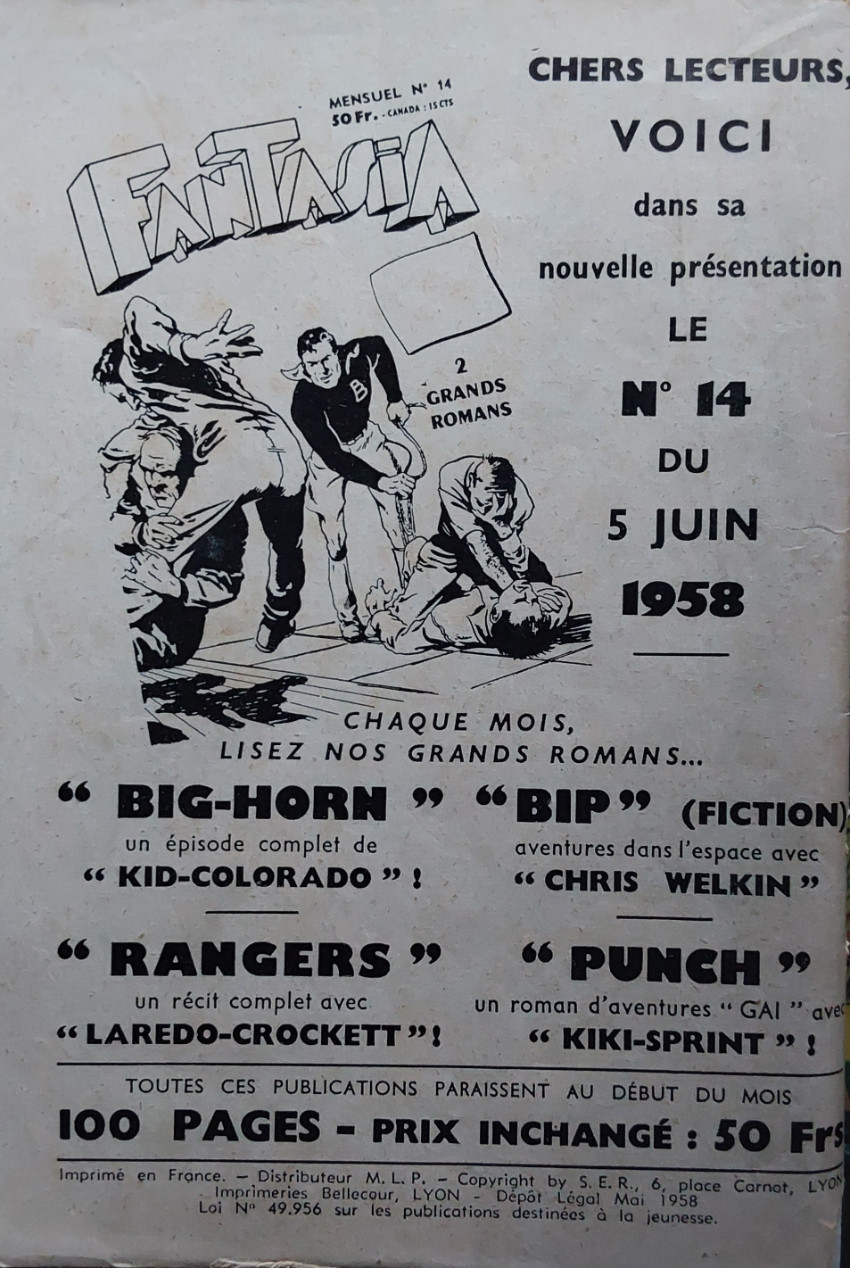 MENSUEL N° 14
50 Fr. - CANADA : 15 CTS
FANTASIA
2
GRANDS
ROMANS
B
CHERS LECTEURS,
VOICI
dans sa
nouvelle présentation
LE
N° 14
DU
5 JUIN
1958
CHAQUE MOIS,
LISEZ NOS GRANDS ROMANS...
“ BIG-HORN ”
un épisode complet de
“ KID-COLORADO ” !
“ BIP ” (FICTION)
aventures dans l'espace avec
“ CHRIS WELKIN ”
“ RANGERS ”
un récit complet avec
“ LAREDO-CROCKETT ” !
“ PUNCH ”
un roman d'aventures “ GAI ” avec
“ KIKI-SPRINT ” !
TOUTES CES PUBLICATIONS PARAISSENT AU DÉBUT DU MOIS
100 PAGES - PRIX INCHANGÉ : 50 Frs
Imprimé en France. — Distributeur M. L. P. — Copyright by S. E. R., 6, place Carnot, LYON
Imprimeries Bellecour, LYON - Dépôt Légal Mai 1958
Loi N° 49.956 sur les publications destinées à la jeunesse.